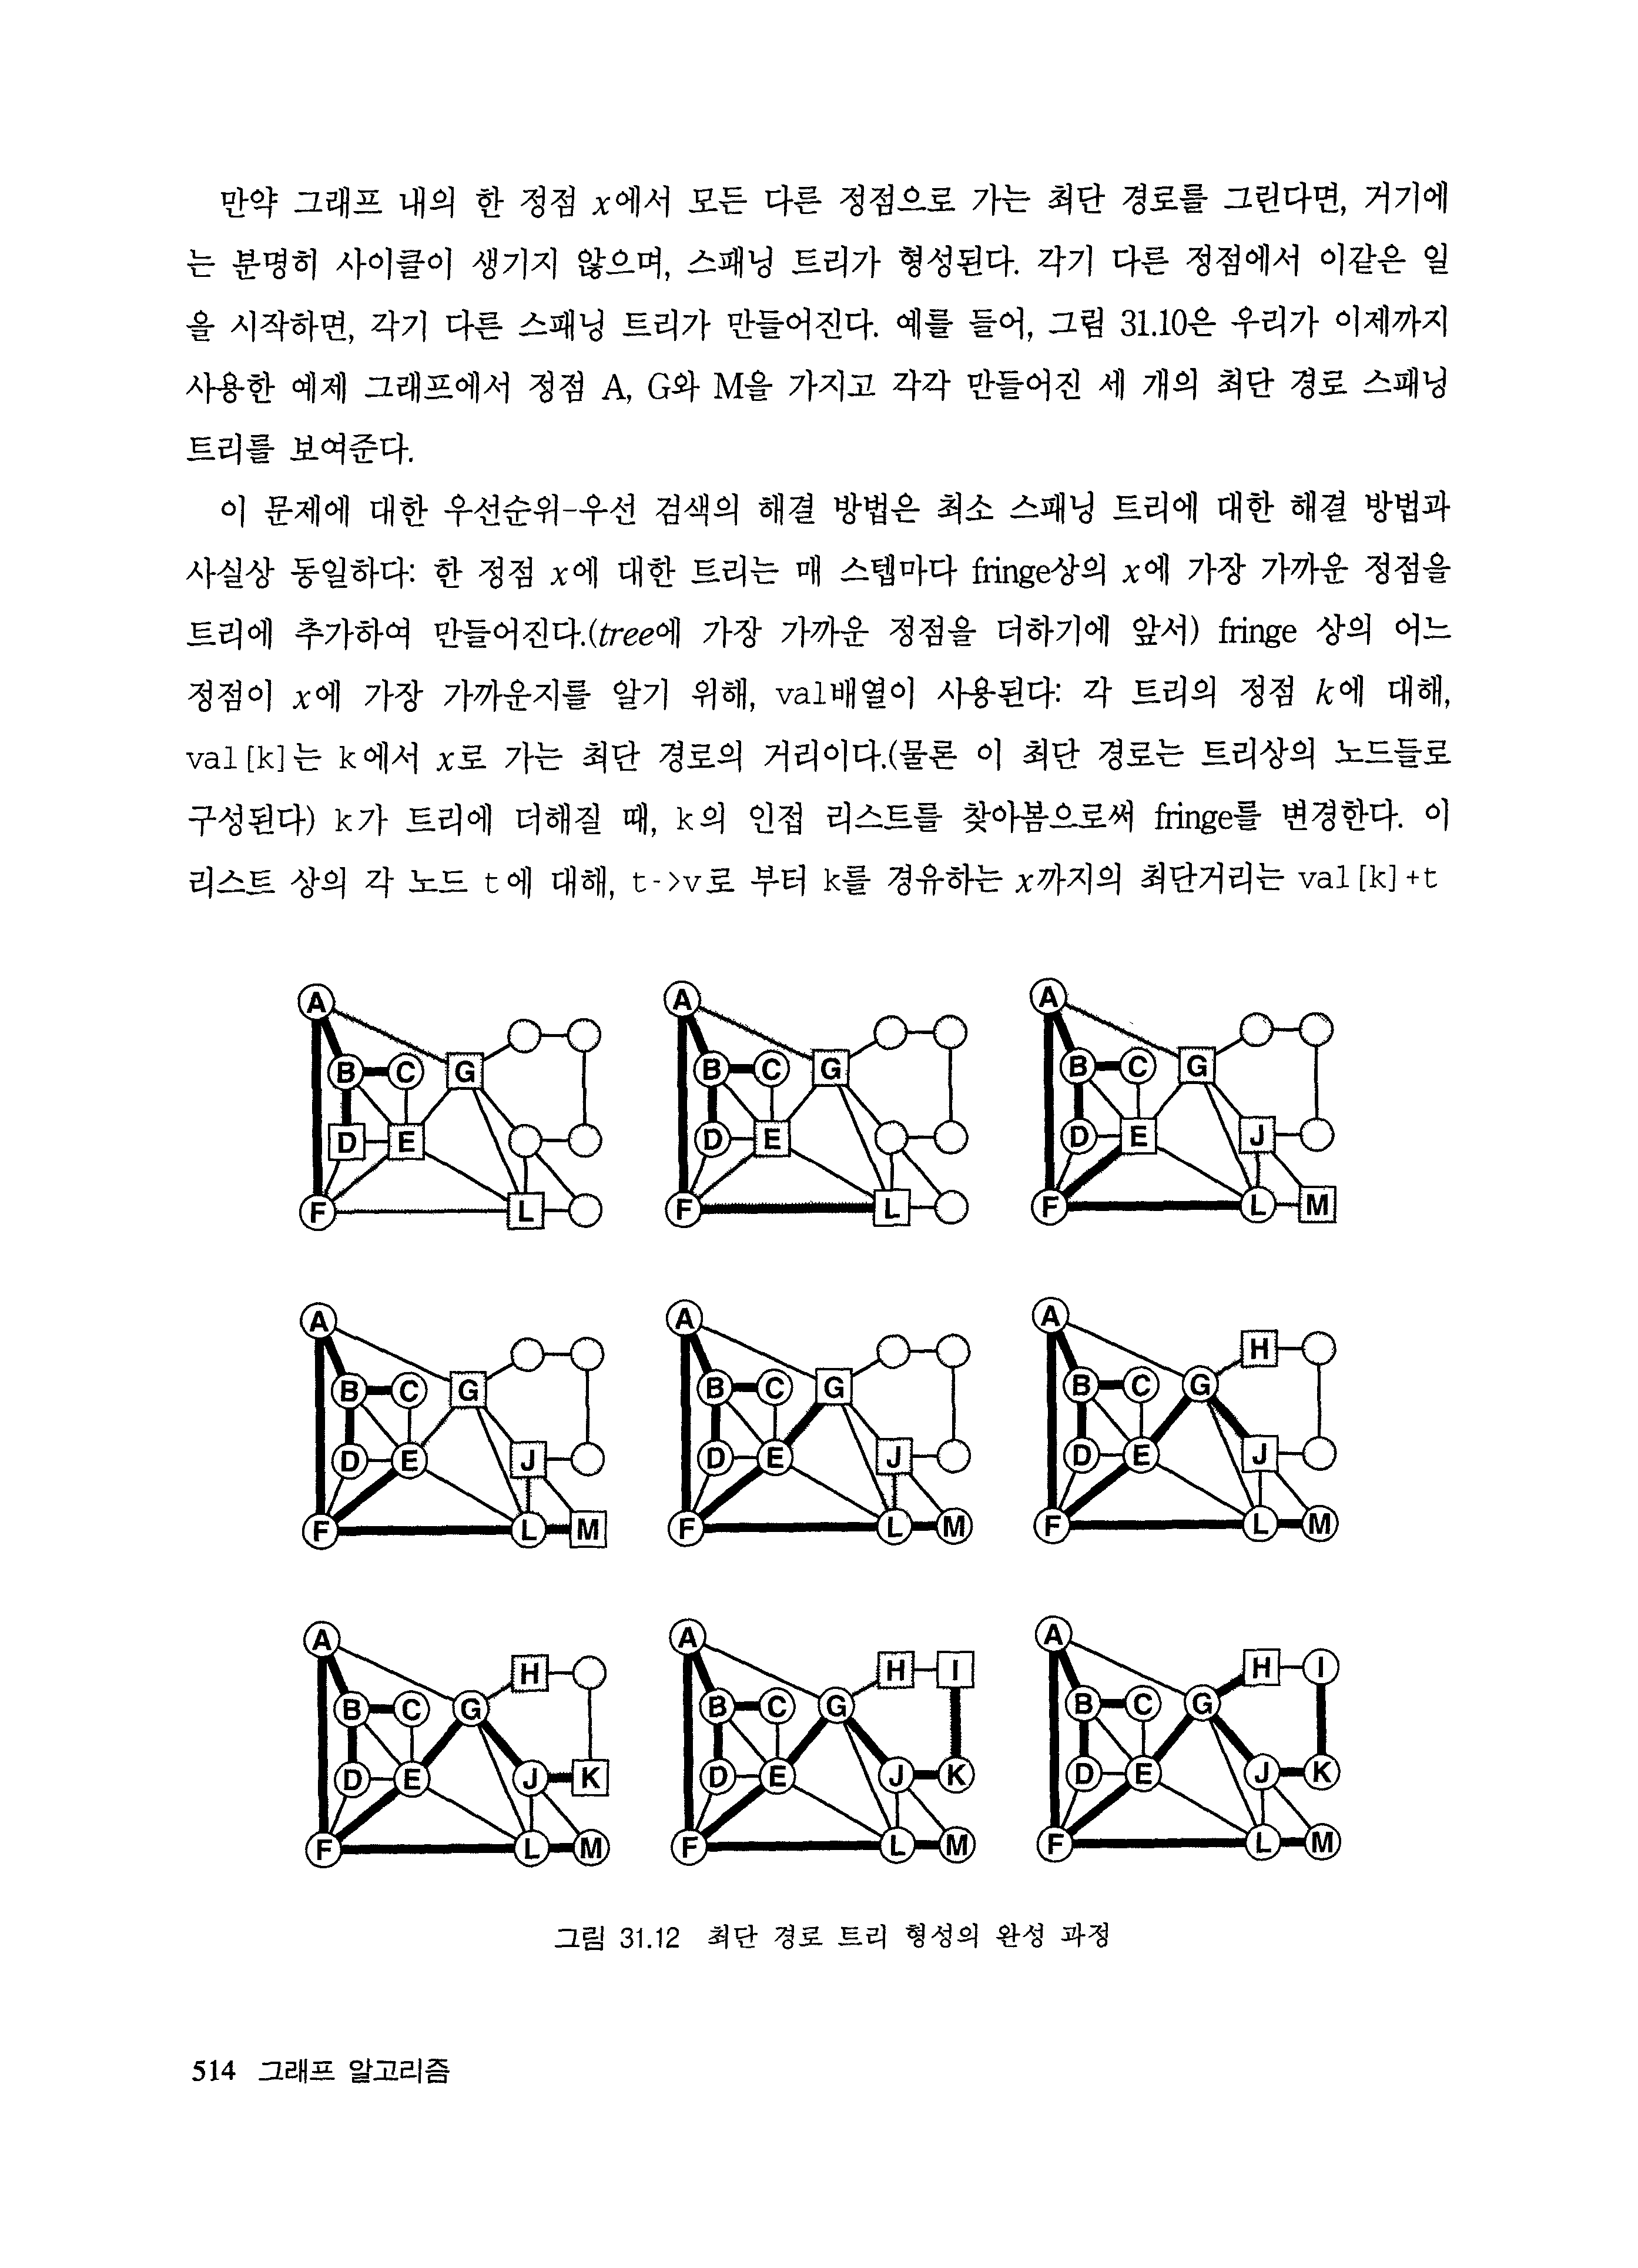 만약 그래프 내의 한 정점 x에서 모든 다른 정점으로 가는 최단 경로를 그린다면, 거기에
는 분명히 사이클이 생기지 않으며, 스패닝 트리가 형성된다. 각기 다른 정점에서 이같은 일
을 시작하면, 각기 다른 스패닝 트리가 만들어진다. 예를 들어, 그림 31.10은 우리가 이제까지
사용한 예제 그래프에서 정점 A, G와 M을 가지고 각각 만들어진 세 개의 최단 경로 스패닝
트리를 보여준다.
이 문제에 대한 우선순위-우선 검색의 해결 방법은 최소 스패닝 트리에 대한 해결 방법과
사실상 동일하다: 한 정점 x에 대한 트리는 매 스텝마다 fringe상의 x에 가장 가까운 정점을
트리에 추가하여 만들어진다.(tree에 가장 가까운 정점을 더하기에 앞서) fringe 상의 어느
정점이 x에 가장 가까운지를 알기 위해, val배열이 사용된다: 각 트리의 정점 k에 대해,
val[k]는 k에서 x로 가는 최단 경로의 거리이다.(물론 이 최단 경로는 트리상의 노드들로
구성된다) k가 트리에 더해질 때, k의 인접 리스트를 찾아봄으로써 fringe를 변경한다. 이
리스트 상의 각 노드 t에 대해, t->v로 부터 k를 경유하는 x까지의 최단거리는 val[k]+t
A A A
B C G B C G B C G
D E D E D E J
F L F L F L M
A A A H
B C G B C G B C G
D E J D E J D E J
F L M F L M F L M
A H A H I A H I
B C G B C G B C G
D E J K D E J K D E J K
F L M F L M F L M
그림 31.12 최단 경로 트리 형성의 완성 과정
514 그래프 알고리즘